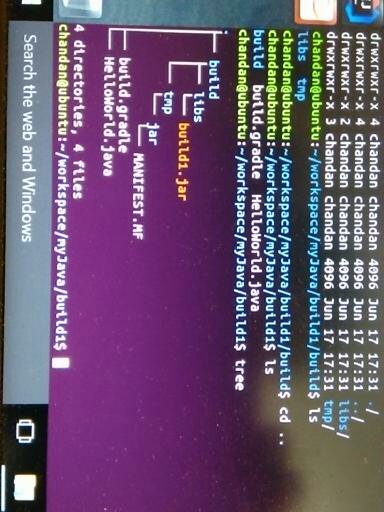 drwxrwxr-x 4 chandan chandan 4096 Jun 17 17:31 ./
drwxrwxr-x 3 chandan chandan 4096 Jun 17 17:31 ../
drwxrwxr-x 2 chandan chandan 4096 Jun 17 17:31 libs/
drwxrwxr-x 3 chandan chandan 4096 Jun 17 17:31 tmp/
chandan@ubuntu:~/workspace/myJava/build1/build$ ls
libs tmp
chandan@ubuntu:~/workspace/myJava/build1/build$ cd ..
chandan@ubuntu:~/workspace/myJava/build1$ ls
build build.gradle HelloWorld.java
chandan@ubuntu:~/workspace/myJava/build1$ tree
.
├── build
│   ├── libs
│   │   └── build1.jar
│   └── tmp
│       └── jar
│           └── MANIFEST.MF
├── build.gradle
└── HelloWorld.java
4 directories, 4 files
chandan@ubuntu:~/workspace/myJava/build1$
Search the web and Windows